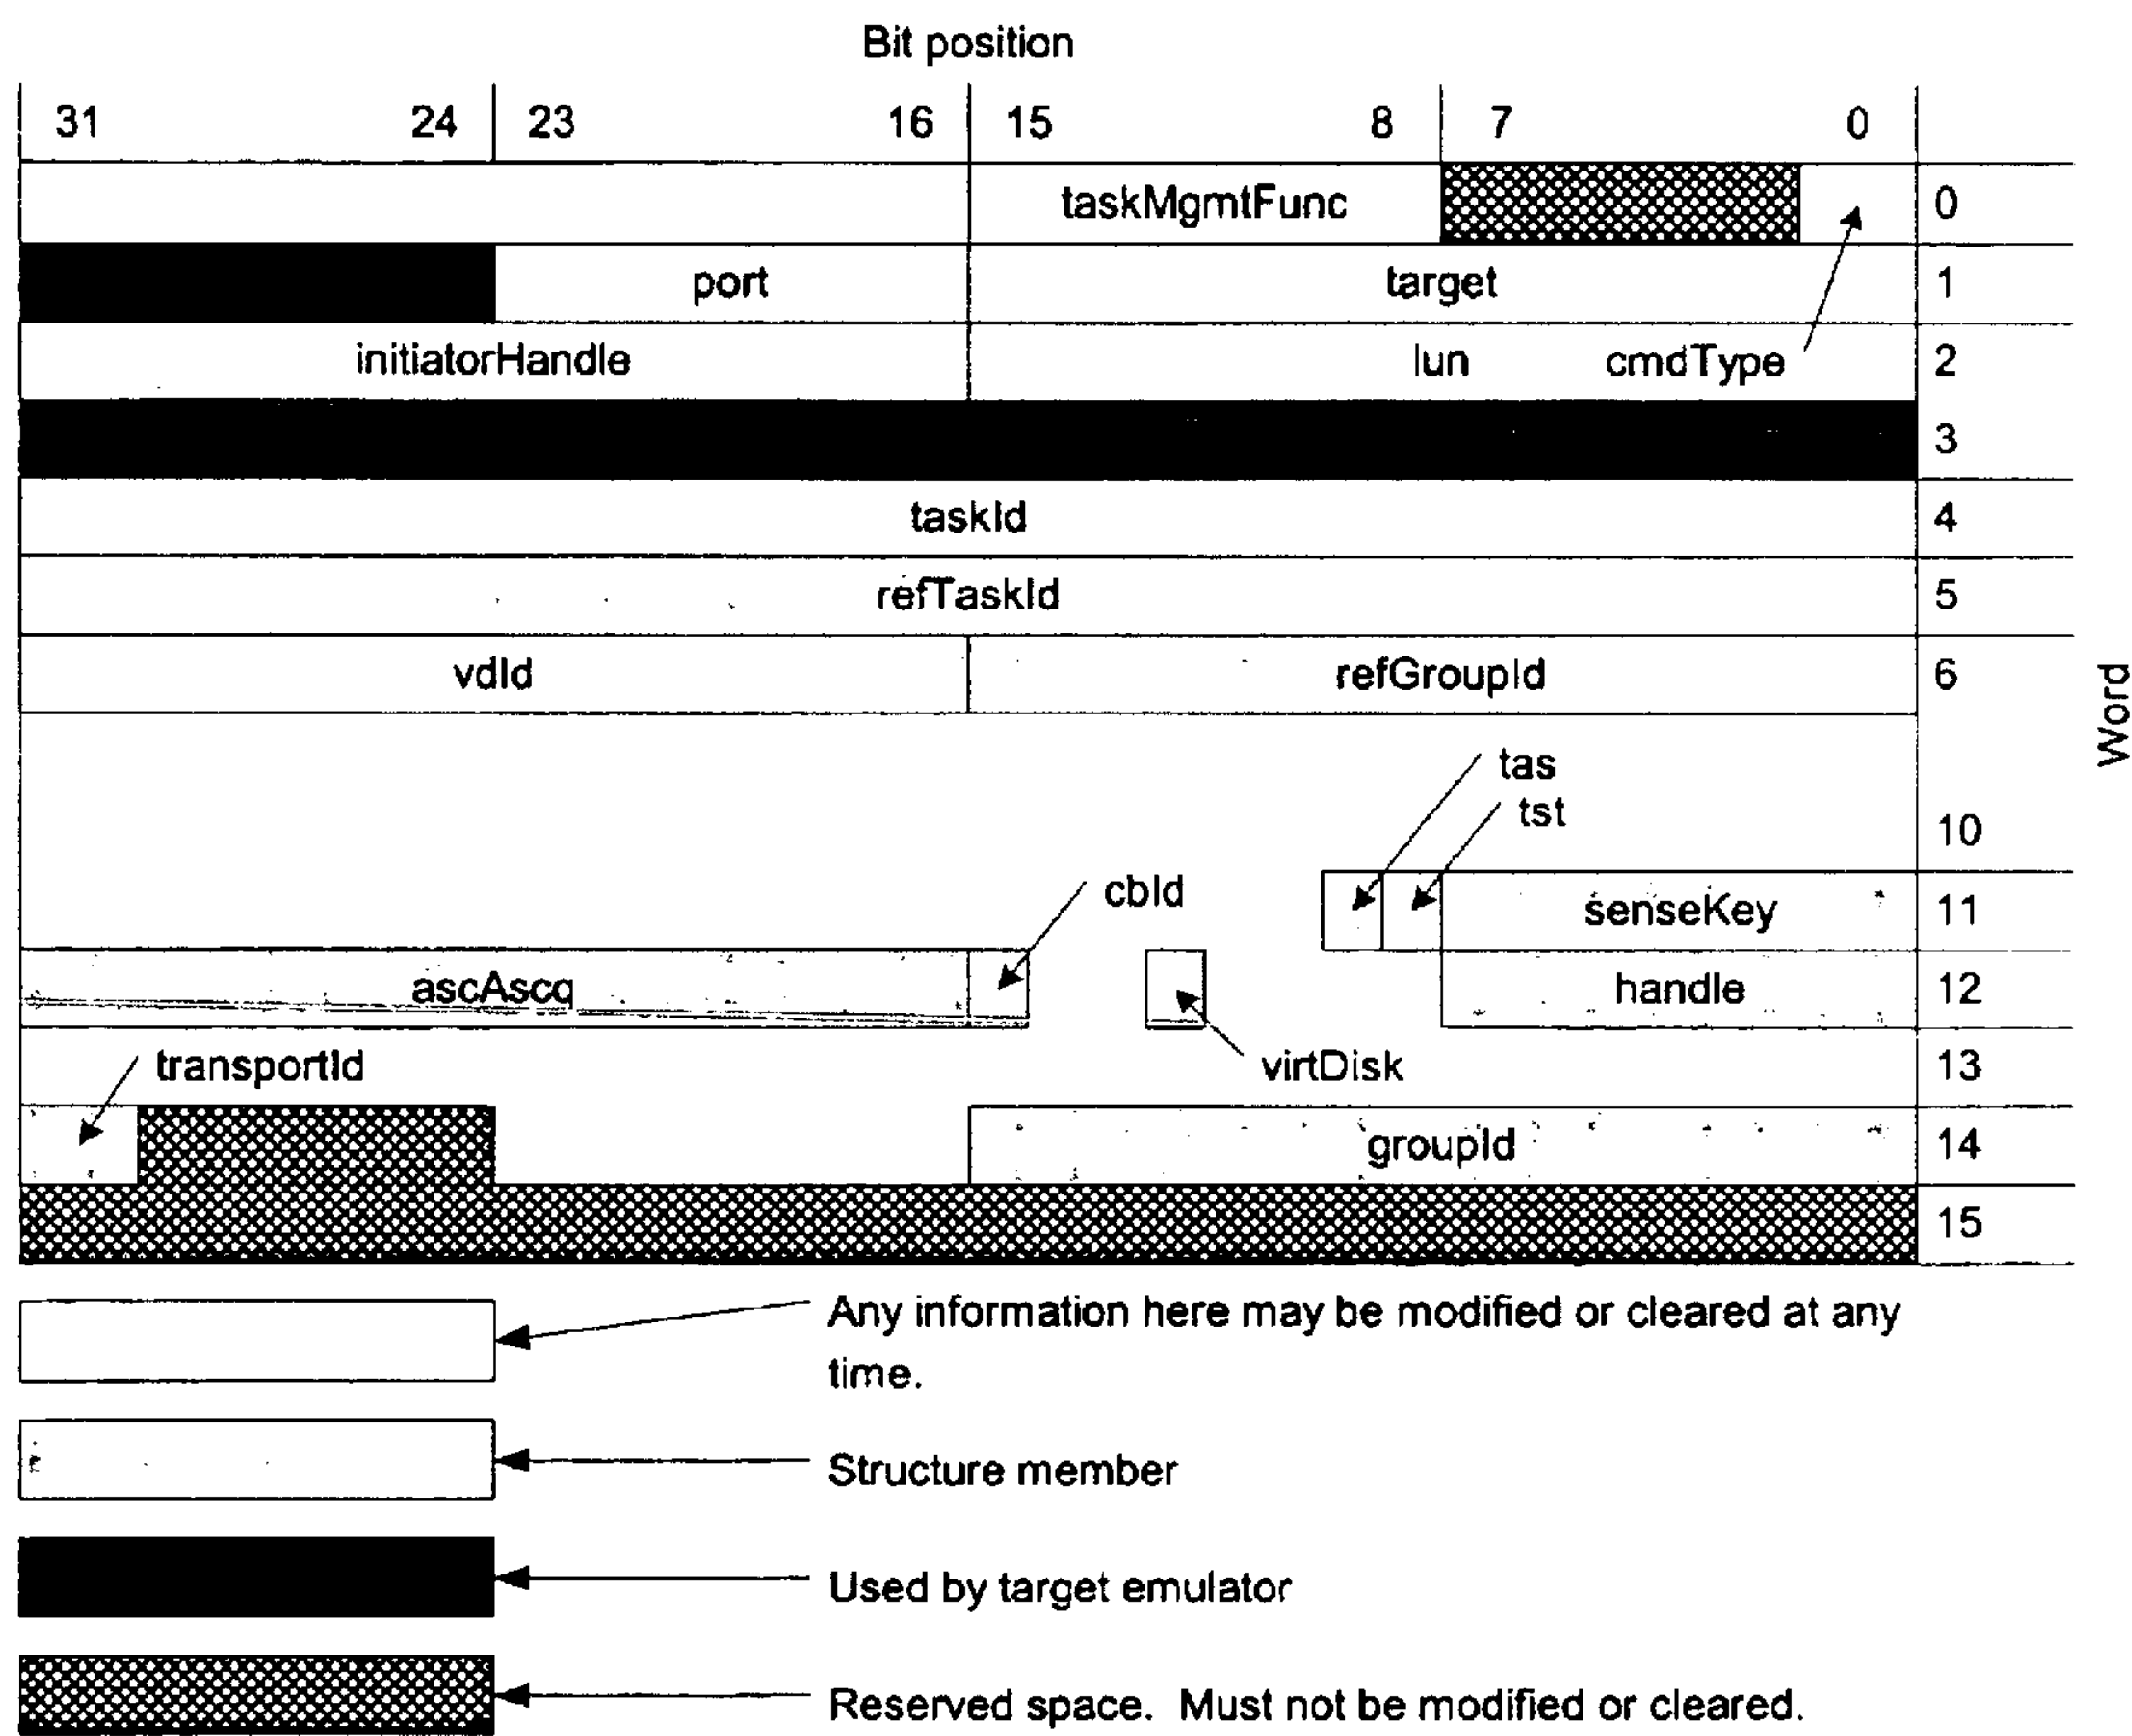 Bit position
31 24 23 16 15 8 7 0
taskMgmtFunc 0
port target 1
initiatorHandle lun cmdType 2
3
taskId 4
refTaskId 5
vdId refGroupId 6
Word
tas
tst
10
cbId
senseKey 11
ascAscq handle 12
transportId virtDisk 13
groupId 14
15
Any information here may be modified or cleared at any
time.
Structure member
Used by target emulator
Reserved space. Must not be modified or cleared.